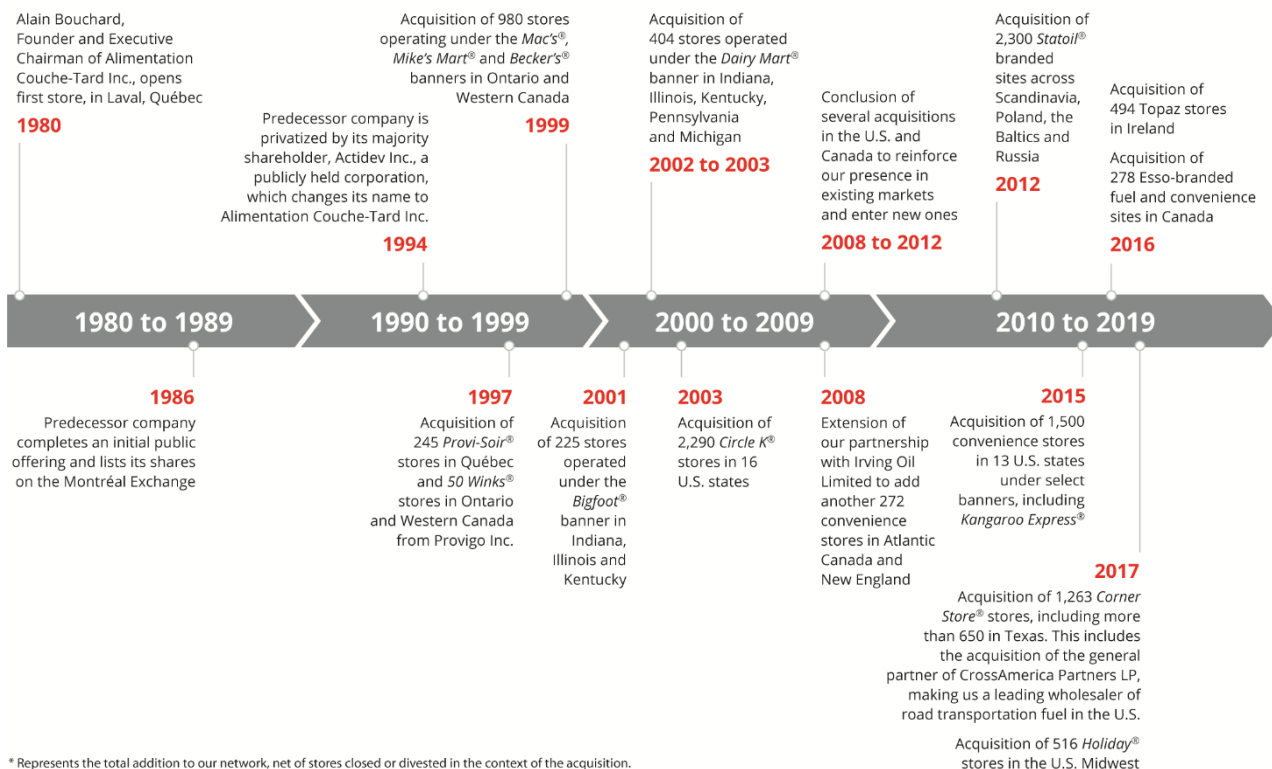 Alain Bouchard,
Founder and Executive
Chairman of Alimentation
Couche-Tard Inc., opens
first store, in Laval, Québec
1980
Predecessor company is
privatized by its majority
shareholder, Actidev Inc., a
publicly held corporation,
which changes its name to
Alimentation Couche-Tard Inc.
1994
Acquisition of 980 stores
operating under the Mac's®,
Mike's Mart® and Becker's®
banners in Ontario and
Western Canada
1999
Acquisition of
404 stores operated
under the Dairy Mart®
banner in Indiana,
Illinois, Kentucky,
Pennsylvania
and Michigan
2002 to 2003
Conclusion of
several acquisitions
in the U.S. and
Canada to reinforce
our presence in
existing markets
and enter new ones
2008 to 2012
Acquisition of
2,300 Statoil®
branded
sites across
Scandinavia,
Poland, the
Baltics and
Russia
2012
Acquisition of
494 Topaz stores
in Ireland
Acquisition of
278 Esso-branded
fuel and convenience
sites in Canada
2016
1980 to 1989
1990 to 1999
2000 to 2009
2010 to 2019
1986
Predecessor company
completes an initial public
offering and lists its shares
on the Montréal Exchange
1997
Acquisition of
245 Provi-Soir®
stores in Québec
and 50 Winks®
stores in Ontario
and Western Canada
from Provigo Inc.
2001
Acquisition
of 225 stores
operated
under the
Bigfoot®
banner in
Indiana,
Illinois and
Kentucky
2003
Acquisition of
2,290 Circle K®
stores in 16
U.S. states
2008
Extension of
our partnership
with Irving Oil
Limited to add
another 272
convenience
stores in Atlantic
Canada and
New England
2015
Acquisition of 1,500
convenience stores
in 13 U.S. states
under select
banners, including
Kangaroo Express®
2017
Acquisition of 1,263 Corner
Store® stores, including more
than 650 in Texas. This includes
the acquisition of the general
partner of CrossAmerica Partners LP,
making us a leading wholesaler of
road transportation fuel in the U.S.
Acquisition of 516 Holiday®
stores in the U.S. Midwest
* Represents the total addition to our network, net of stores closed or divested in the context of the acquisition.